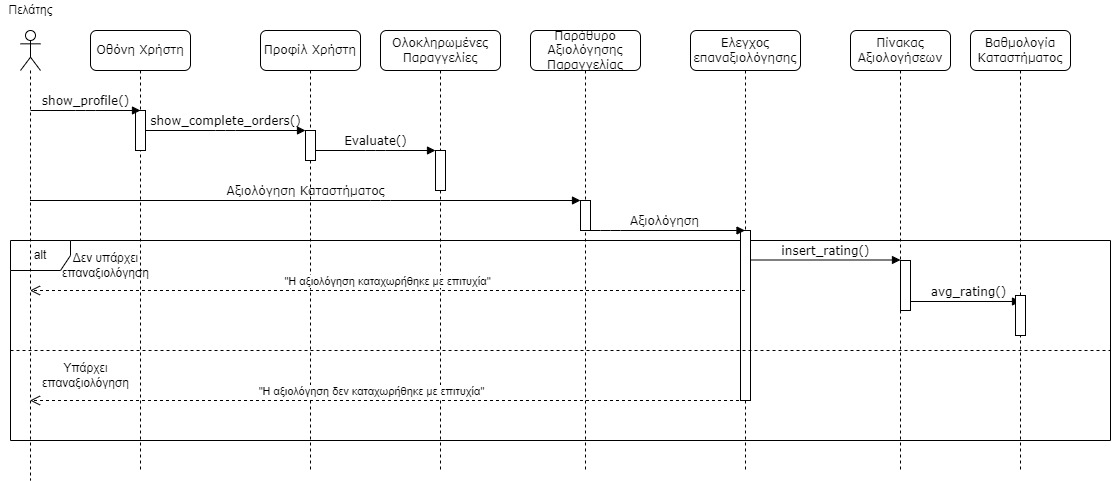 Πελάτης
Οθόνη Χρήστη
Προφίλ Χρήστη
Ολοκληρωμένες
Παραγγελίες
Παράθυρο
Αξιολόγησης
Παραγγελίας
Ελεγχος
επαναξιολόγησης
Πίνακας
Αξιολογήσεων
Βαθμολογία
Καταστήματος
show_profile()
show_complete_orders()
Evaluate()
Αξιολόγηση Καταστήματος
Αξιολόγηση
alt
Δεν υπάρχει
επαναξιολόγηση
insert_rating()
"Η αξιολόγηση καταχωρήθηκε με επιτυχία"
avg_rating()
Υπάρχει
επαναξιολόγηση
"Η αξιολόγηση δεν καταχωρήθηκε με επιτυχία"